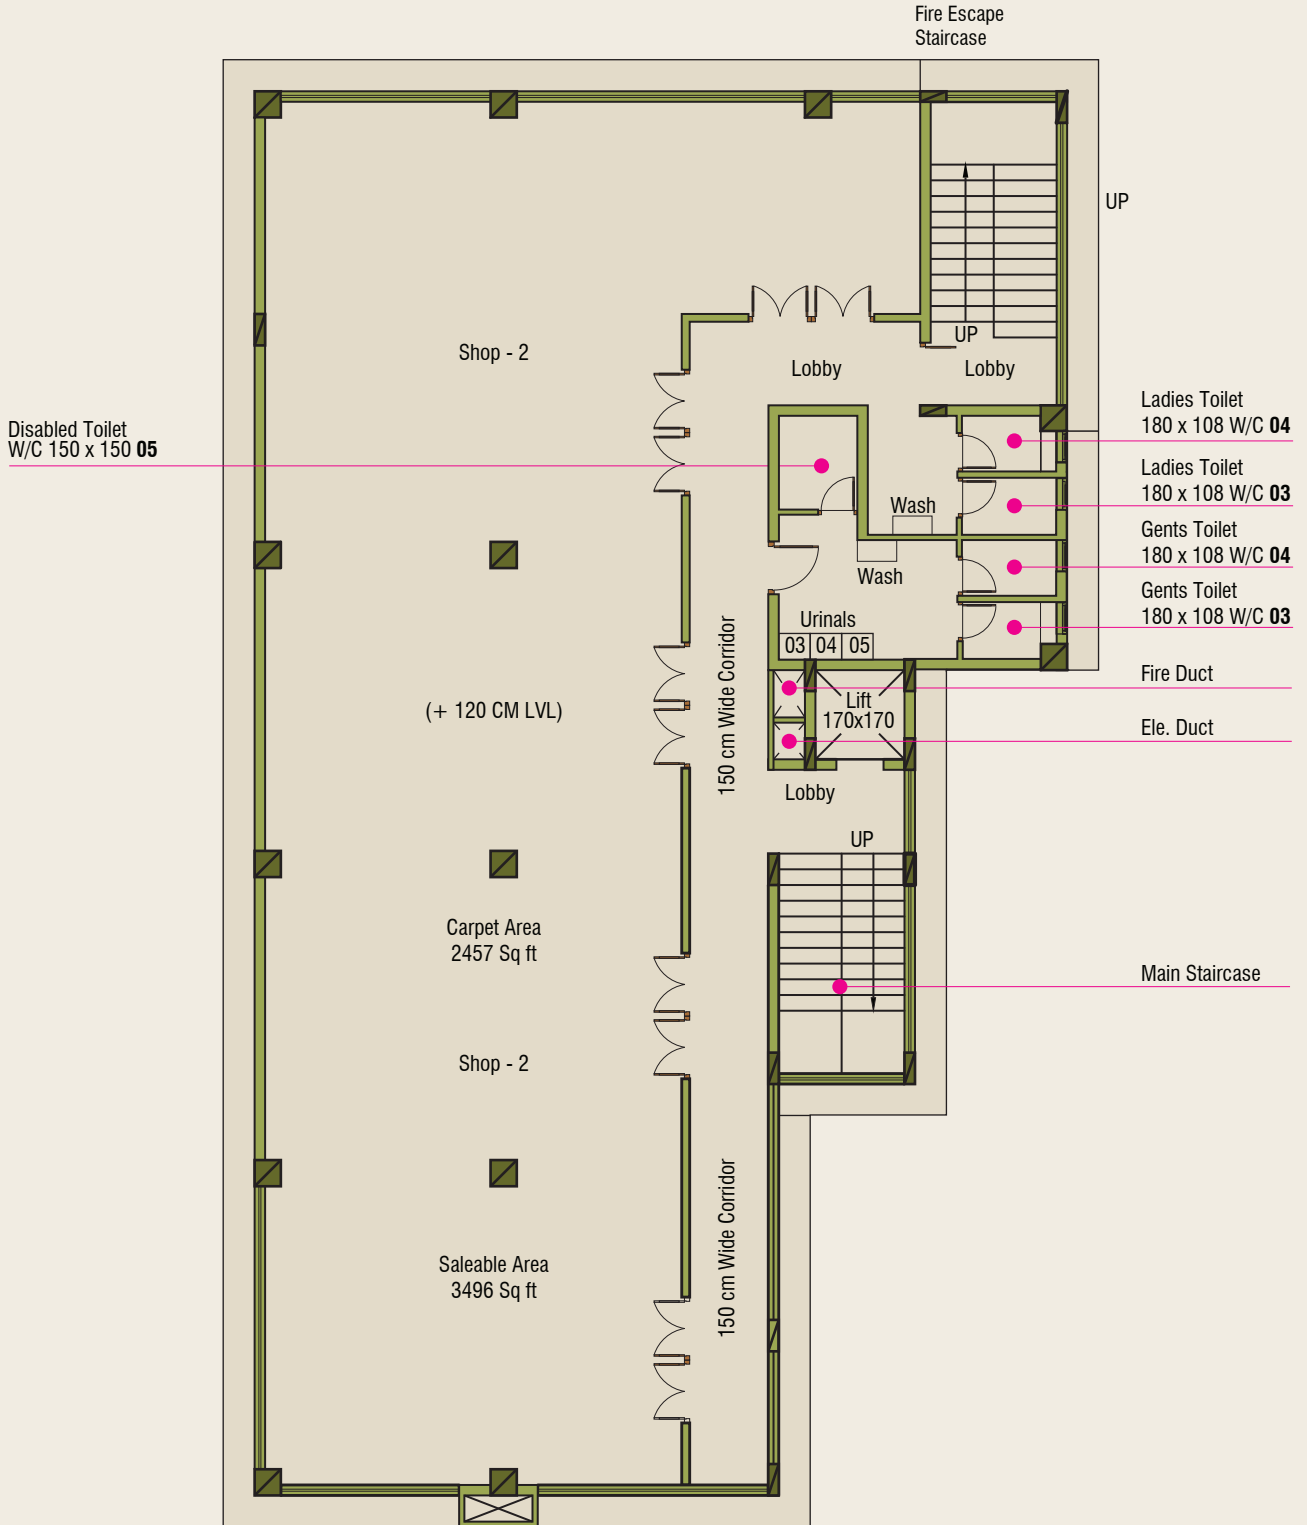 Fire Escape
Staircase
UP
UP
Shop - 2
Lobby
Lobby
Ladies Toilet
180 x 108 W/C 04
Disabled Toilet
W/C 150 x 150 05
Ladies Toilet
180 x 108 W/C 03
Wash
Gents Toilet
180 x 108 W/C 04
Wash
Gents Toilet
180 x 108 W/C 03
Urinals
03 04 05
150 cm Wide Corridor
Fire Duct
Lift
170x170
(+ 120 CM LVL)
Ele. Duct
Lobby
UP
Carpet Area
2457 Sq ft
Main Staircase
Shop - 2
150 cm Wide Corridor
Saleable Area
3496 Sq ft